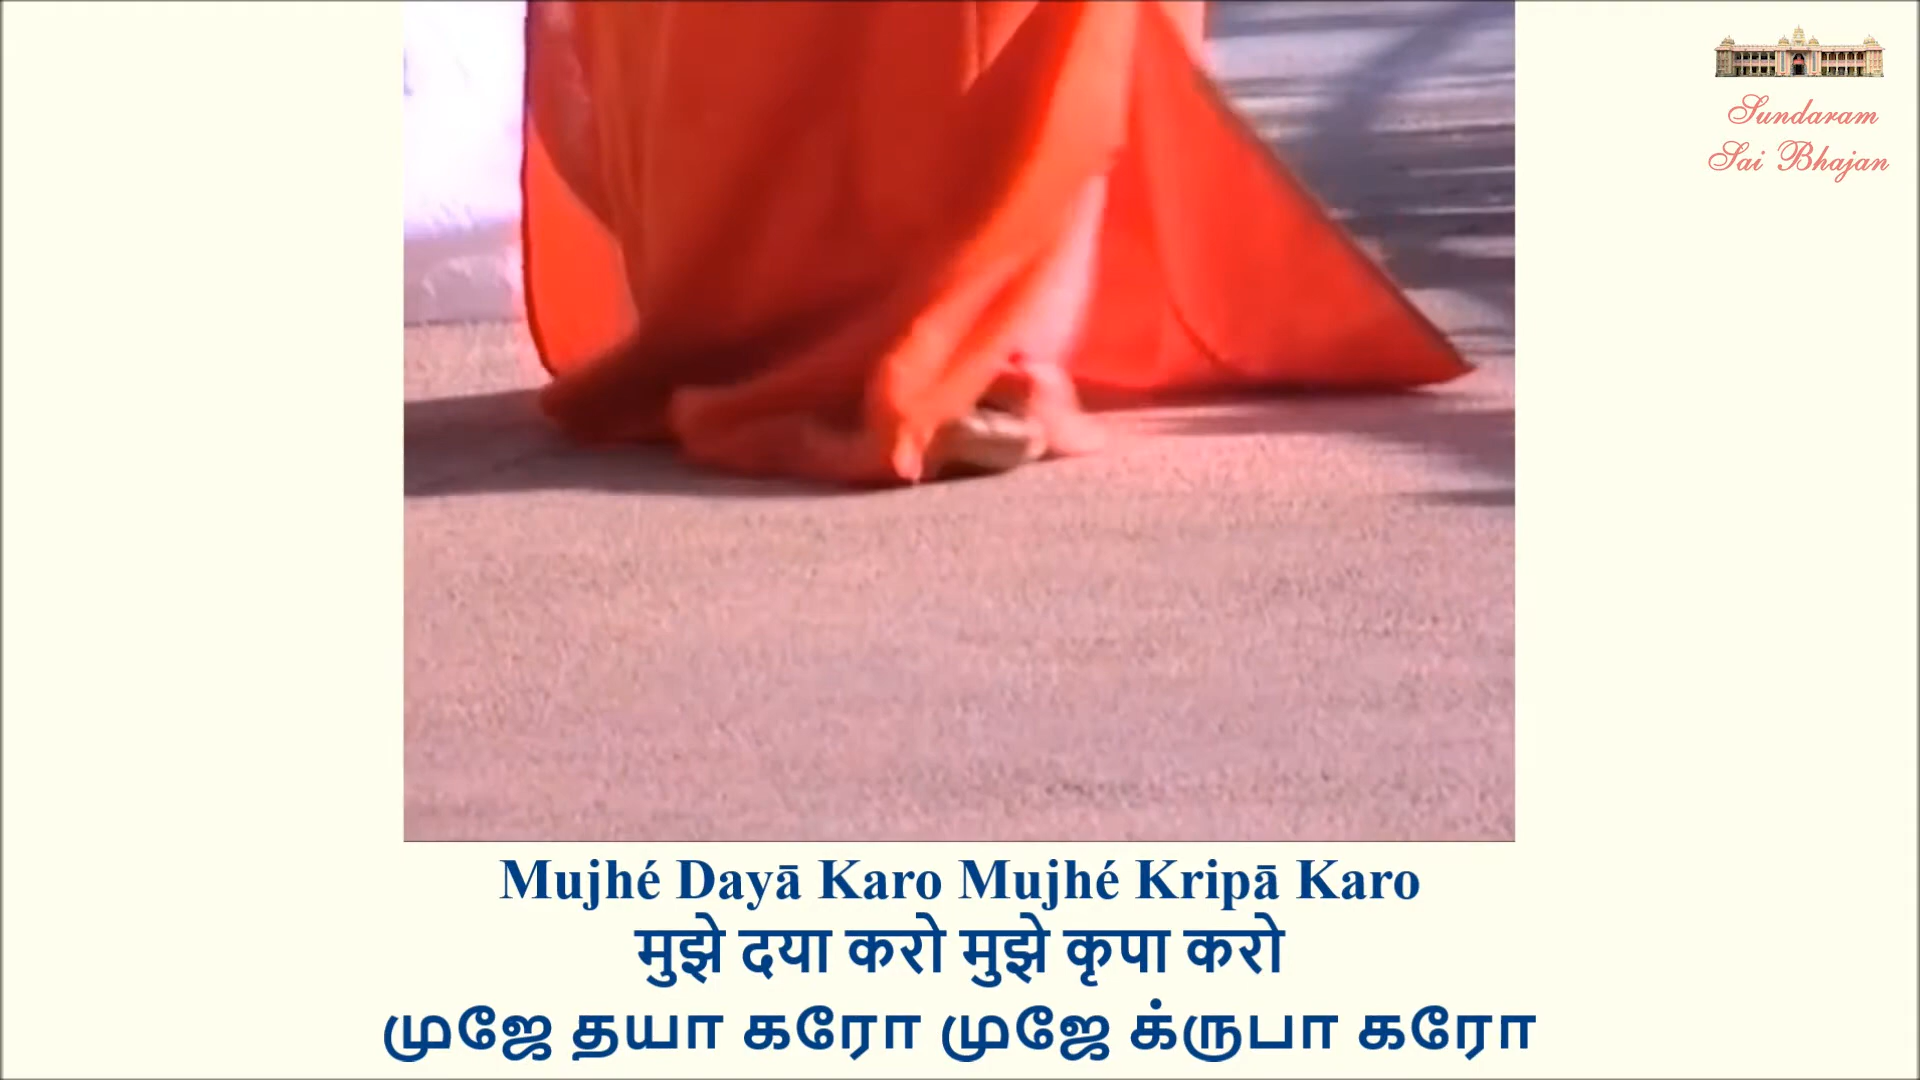 Sundaram
Sai Bhajan
Mujhé Dayā Karo Mujhé Kripā Karo
मुझे दया करो मुझे कृपा करो
முஜே தயா கரோ முஜே க்ருபா கரோ